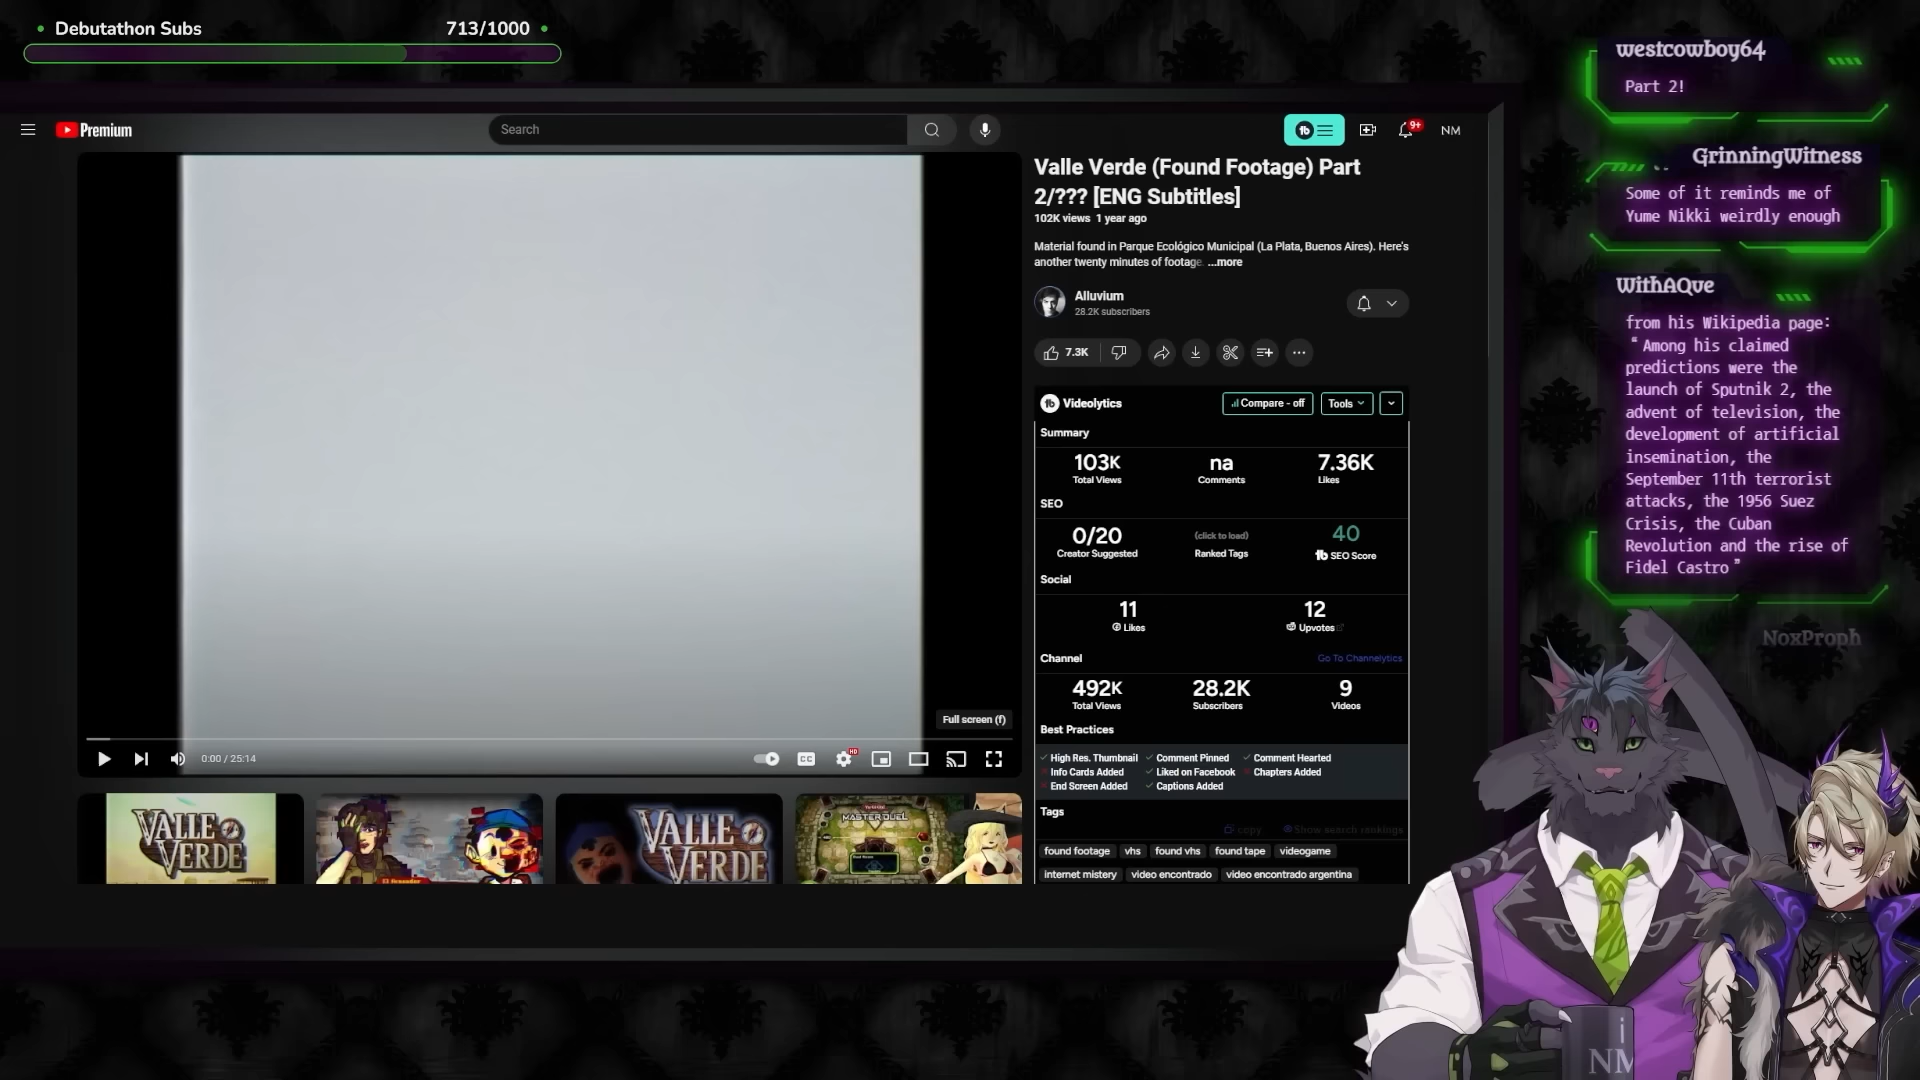 Debutathon Subs
713/1000
Premium
Search
9+
NM
Valle Verde (Found Footage) Part
2/??? [ENG Subtitles]
102K views 1 year ago
Material found in Parque Ecológico Municipal (La Plata, Buenos Aires). Here's
another twenty minutes of footage ...more
Alluvium
28.2K subscribers
7.3K
Videolytics
Compare - off
Tools
Summary
103K
na
7.36K
Total Views
Comments
Likes
SEO
0/20
(click to load)
40
Creator Suggested
Ranked Tags
SEO Score
Social
11
12
Likes
Upvotes
Channel
Go To Channelytics
492K
28.2K
9
Total Views
Subscribers
Videos
Best Practices
High Res. Thumbnail
Comment Pinned
Comment Hearted
Info Cards Added
Liked on Facebook
Chapters Added
End Screen Added
Captions Added
Tags
copy
Show search rankings
found footage
vhs
found vhs
found tape
videogame
internet mistery
video encontrado
video encontrado argentina
Full screen (f)
0:00 / 25:14
CC
HD
VALLE
VERDE
VALLE
VERDE
MASTER DUEL
westcowboy64
Part 2!
GrinningWitness
Some of it reminds me of
Yume Nikki weirdly enough
WithAQue
from his Wikipedia page:
"Among his claimed
predictions were the
launch of Sputnik 2, the
advent of television, the
development of artificial
insemination, the
September 11th terrorist
attacks, the 1956 Suez
Crisis, the Cuban
Revolution and the rise of
Fidel Castro"
NoxProph
i
NM